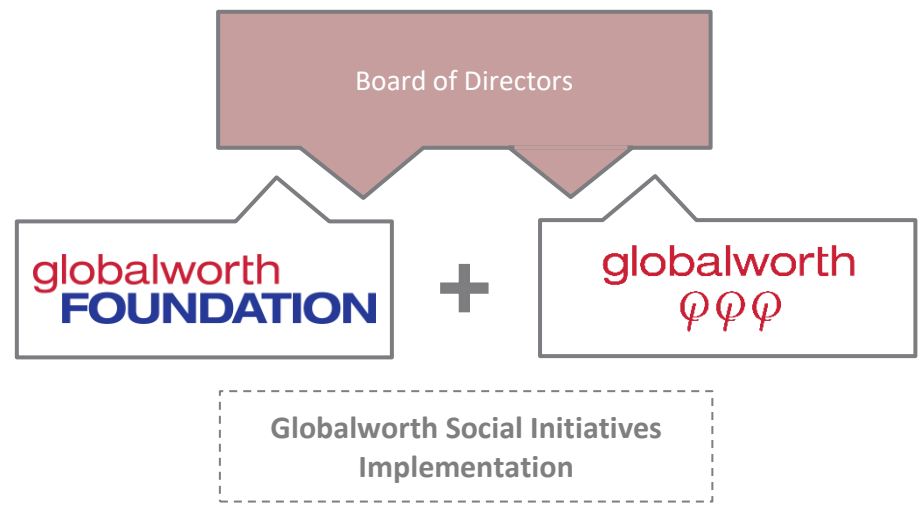 Board of Directors
globalworth
FOUNDATION
+
globalworth
φφφ
Globalworth Social Initiatives
Implementation